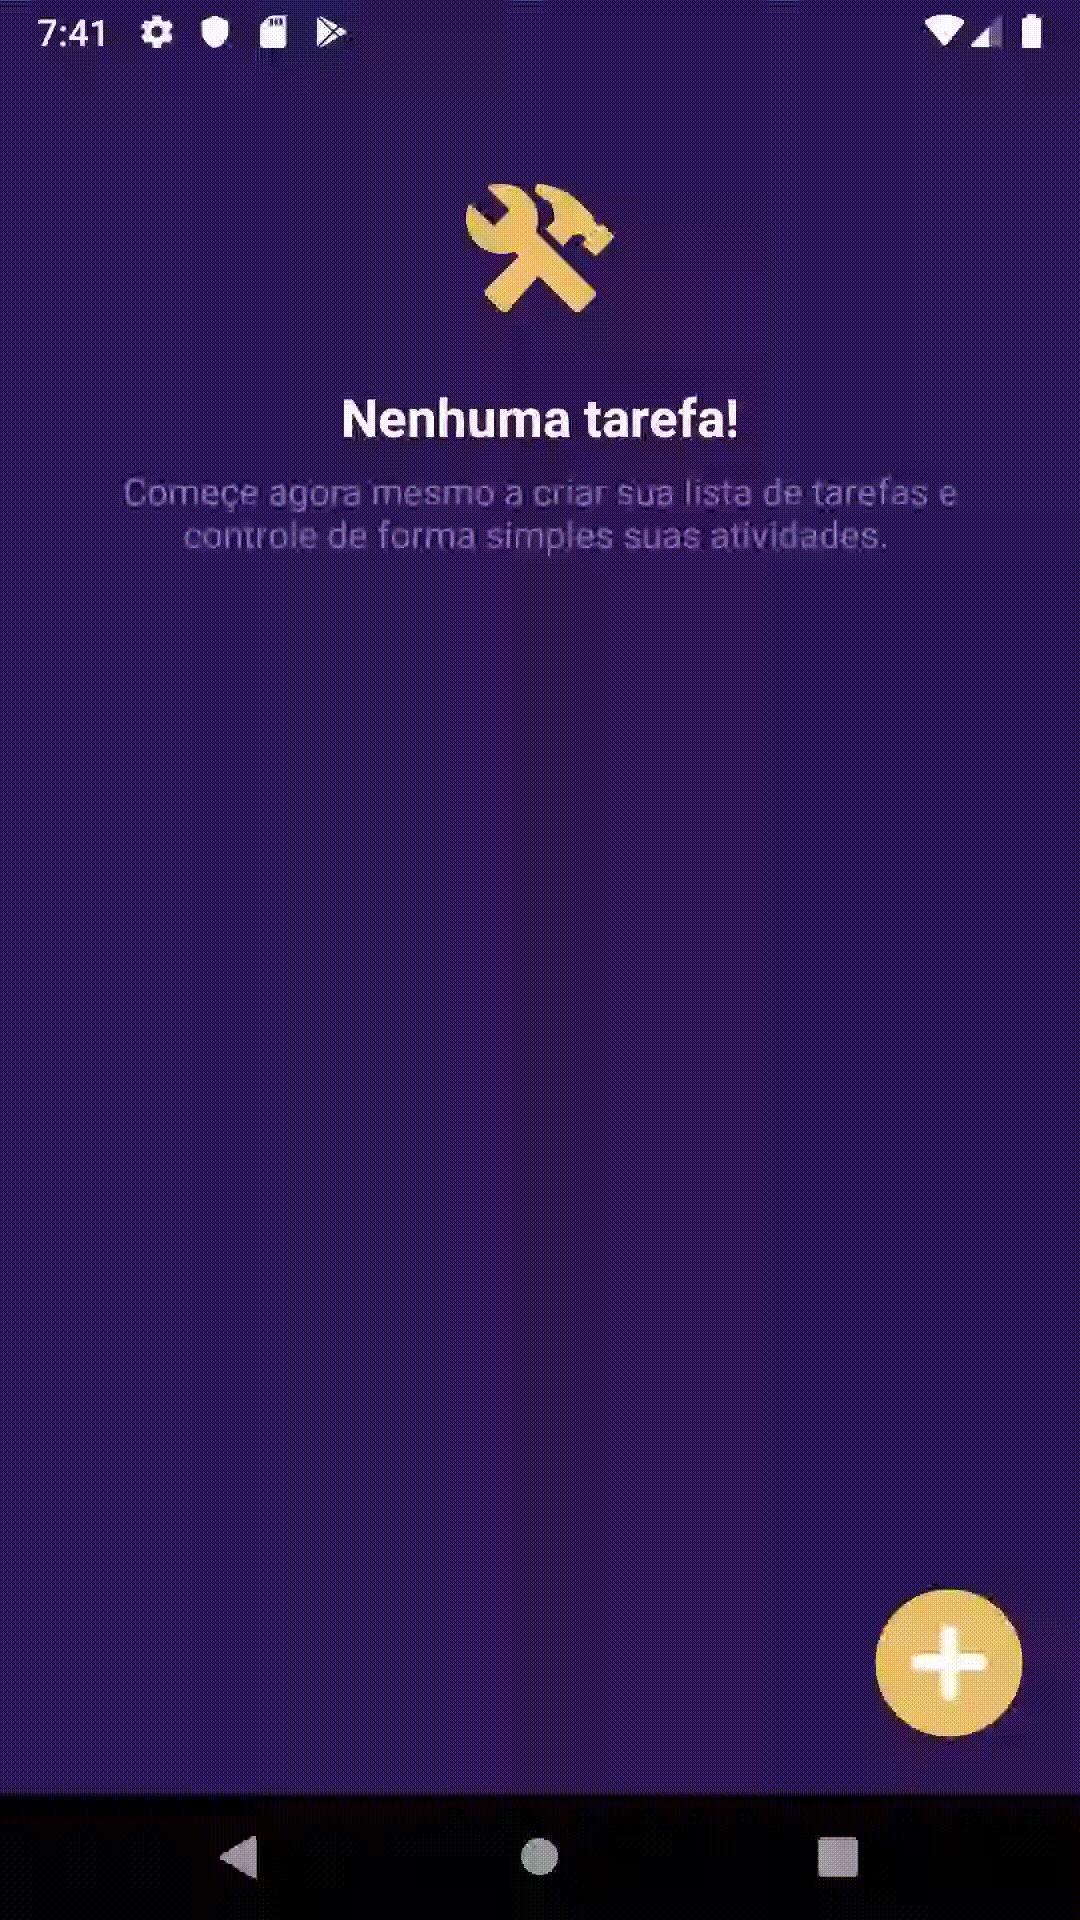 7:41
Nenhuma tarefa!
Começe agora mesmo a criar sua lista de tarefas e
controle de forma simples suas atividades.